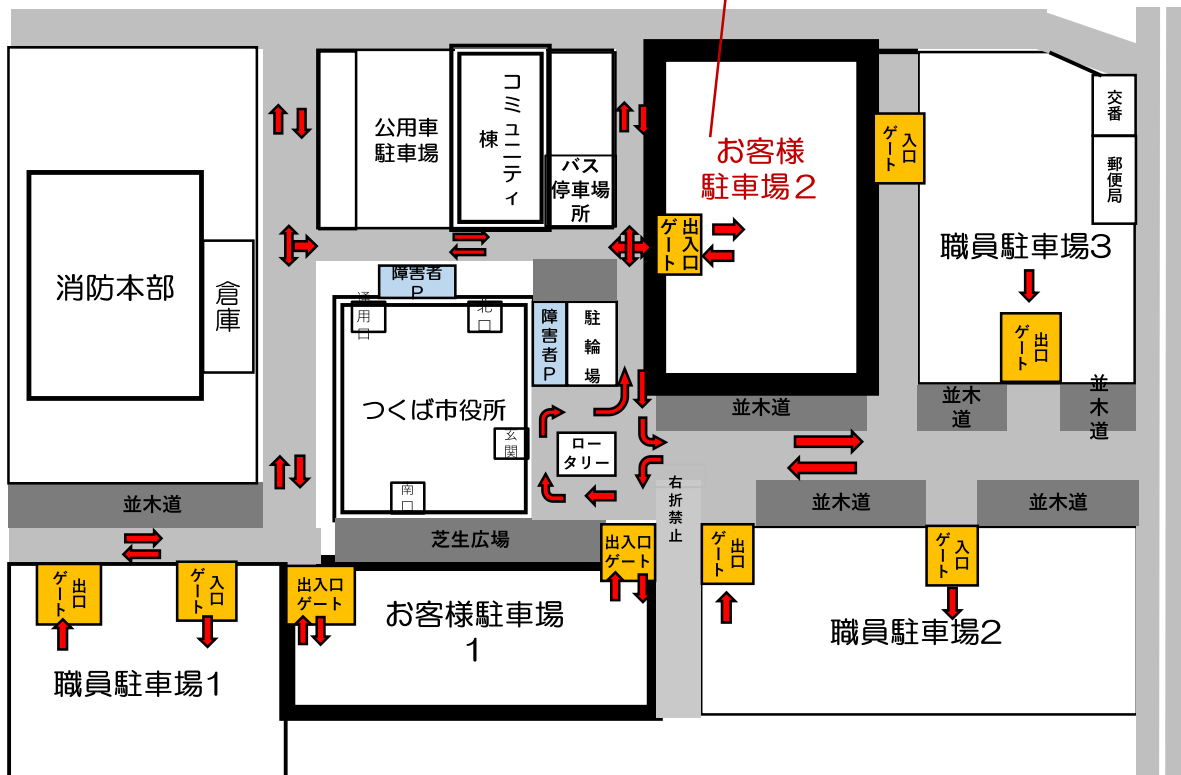 公用車
駐車場
コミュニティ
棟
バス
停車場
所
お客様
駐車場2
入口
ゲート
交番
郵便局
職員駐車場3
出入口
ゲート
消防本部
倉庫
障害者
P
通用口
北口
障害者P
駐輪場
つくば市役所
玄関
南口
ロー
タリー
出口
ゲート
並木道
並木
道
並木道
右折禁止
並木道
並木道
並木道
芝生広場
出口
ゲート
入口
ゲート
出入口
ゲート
出入口
ゲート
出口
ゲート
入口
ゲート
職員駐車場1
お客様駐車場
1
職員駐車場2